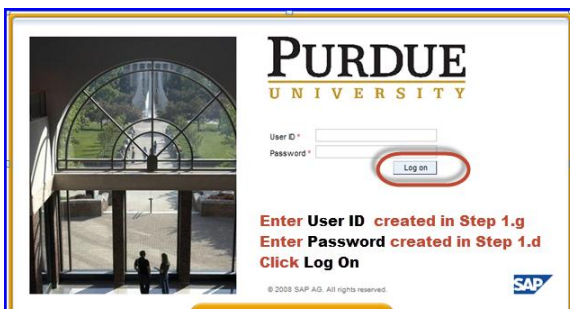 PURDUE
UNIVERSITY
User ID *
Password *
Log on
Enter User ID created in Step 1.g
Enter Password created in Step 1.d
Click Log On
© 2008 SAP AG. All rights reserved.
SAP